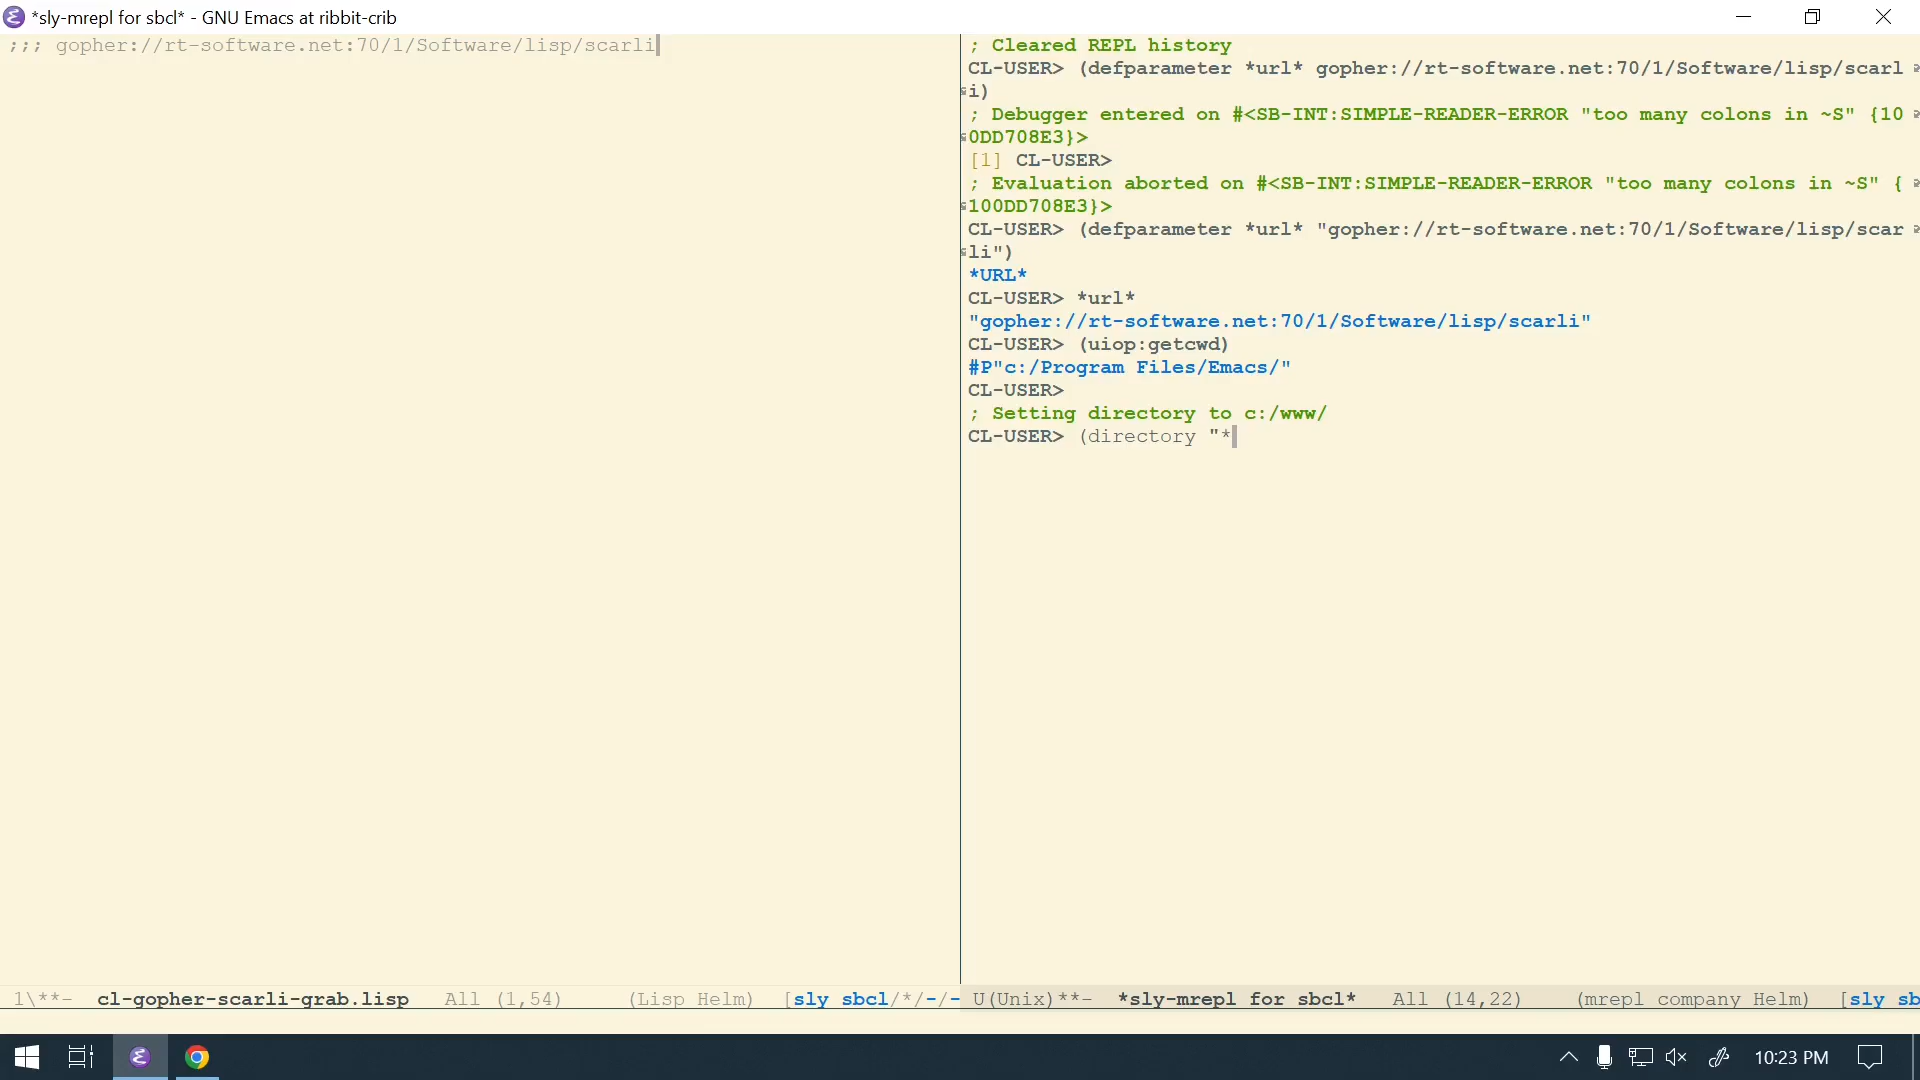 *sly-mrepl for sbcl* - GNU Emacs at ribbit-crib
;;; gopher://rt-software.net:70/1/Software/lisp/scarli
; Cleared REPL history
CL-USER> (defparameter *url* gopher://rt-software.net:70/1/Software/lisp/scarl
i)
; Debugger entered on #<SB-INT:SIMPLE-READER-ERROR "too many colons in ~S" {10
0DD708E3}>
[1] CL-USER>
; Evaluation aborted on #<SB-INT:SIMPLE-READER-ERROR "too many colons in ~S" {
100DD708E3}>
CL-USER> (defparameter *url* "gopher://rt-software.net:70/1/Software/lisp/scar
li")
*URL*
CL-USER> *url*
"gopher://rt-software.net:70/1/Software/lisp/scarli"
CL-USER> (uiop:getcwd)
#P"c:/Program Files/Emacs/"
CL-USER>
; Setting directory to c:/www/
CL-USER> (directory "*
1\**-  cl-gopher-scarli-grab.lisp   All (1,54)      (Lisp Helm)  [sly sbcl/*/-/-
U(Unix)**-  *sly-mrepl for sbcl*   All (14,22)    (mrepl company Helm)  [sly sb
10:23 PM